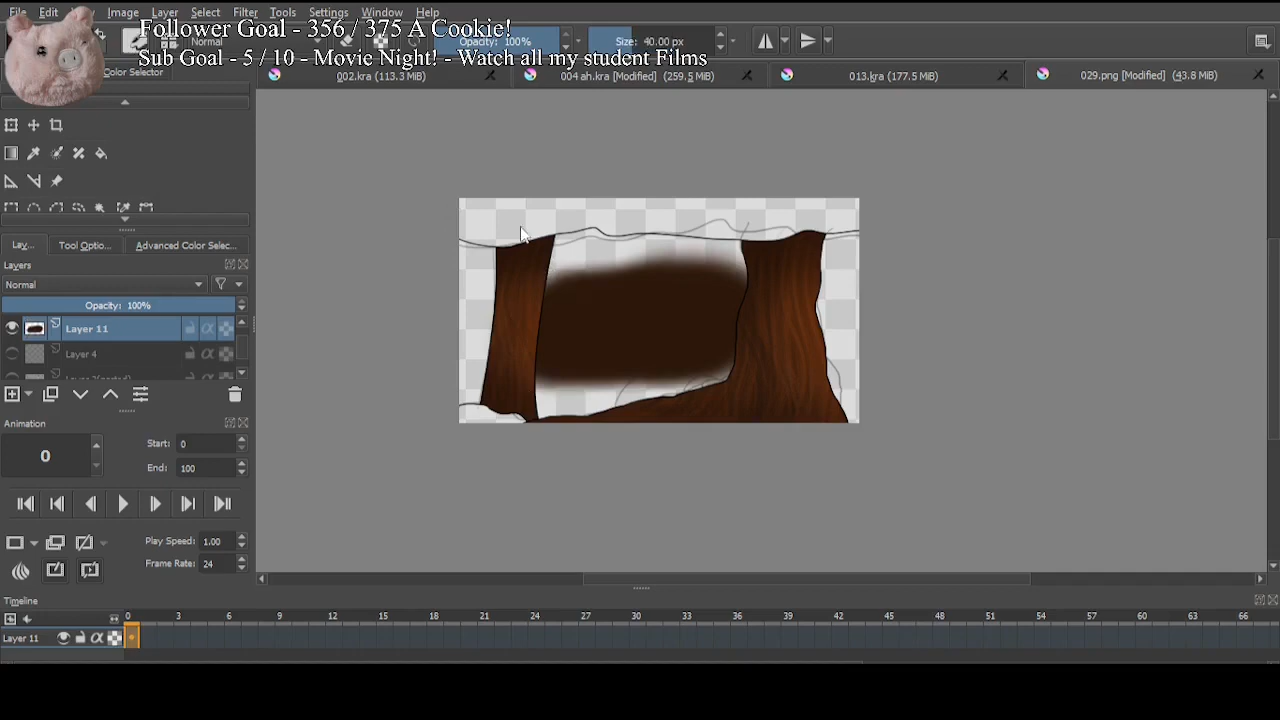 File Edit View Image Layer Select Filter Tools Settings Window Help
Follower Goal - 356 / 375 A Cookie!
Normal
Opacity: 100%
Size: 40.00 px
Sub Goal - 5 / 10 - Movie Night! - Watch all my student Films
Color Selector
002.kra (113.3 MiB)
004 ah.kra [Modified] (259.5 MiB)
013.kra (177.5 MiB)
029.png [Modified] (43.8 MiB)
Lay...
Tool Optio...
Advanced Color Selec...
Layers
Normal
Opacity: 100%
Layer 11
Layer 4
Animation
0
Start: 0
End: 100
Play Speed: 1.00
Frame Rate: 24
Timeline
0 3 6 9 12 15 18 21 24 27 30 33 36 39 42 45 48 51 54 57 60 63 66
Layer 11